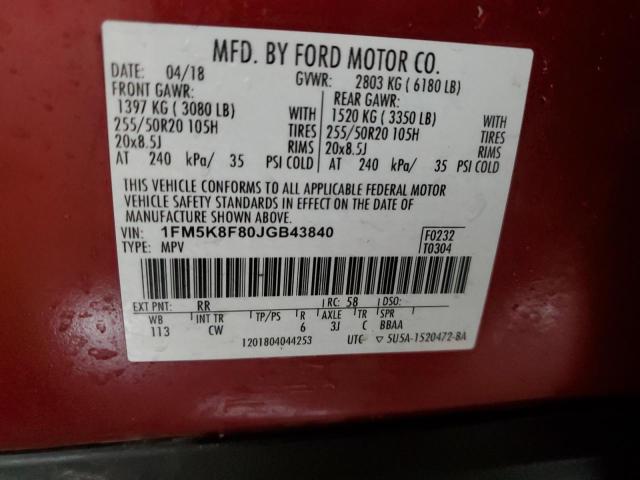 MFD. BY FORD MOTOR CO.
DATE: 04/18 GVWR: 2803 KG ( 6180 LB)
FRONT GAWR: REAR GAWR:
1397 KG ( 3080 LB) WITH 1520 KG ( 3350 LB) WITH
255/50R20 105H TIRES 255/50R20 105H TIRES
20x8.5J RIMS 20x8.5J RIMS
AT 240 kPa/ 35 PSI COLD AT 240 kPa/ 35 PSI COLD
THIS VEHICLE CONFORMS TO ALL APPLICABLE FEDERAL MOTOR
VEHICLE SAFETY STANDARDS IN EFFECT ON THE DATE OF
MANUFACTURE SHOWN ABOVE.
VIN: 1FM5K8F80JGB43840 F0232
TYPE: MPV T0304
EXT PNT: RR RC: 58 DSO:
WB INT TR TP/PS R AXLE TR SPR
113 CW 6 3J C BBAA
1201804044253 UTC ▽ 5U5A-1520472-BA